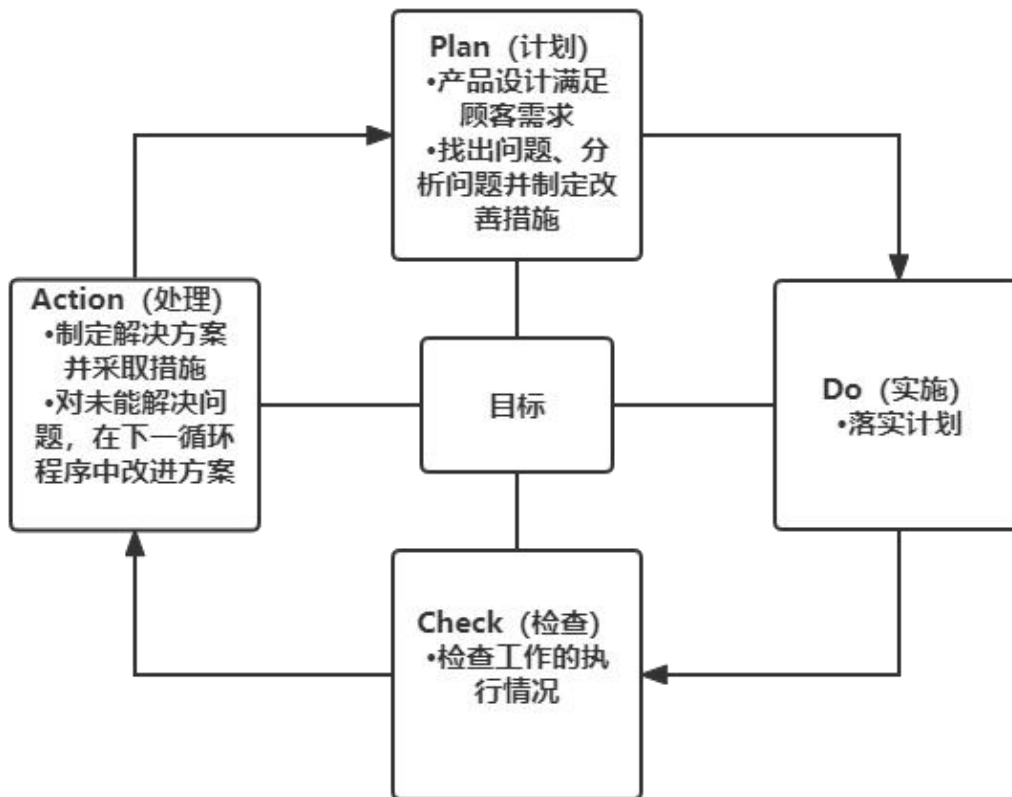 Plan（计划）
•产品设计满足
顾客需求
•找出问题、分
析问题并制定改
善措施
Action（处理）
•制定解决方案
并采取措施
•对未能解决问
题，在下一循环
程序中改进方案
目标
Do（实施）
•落实计划
Check（检查）
•检查工作的执
行情况